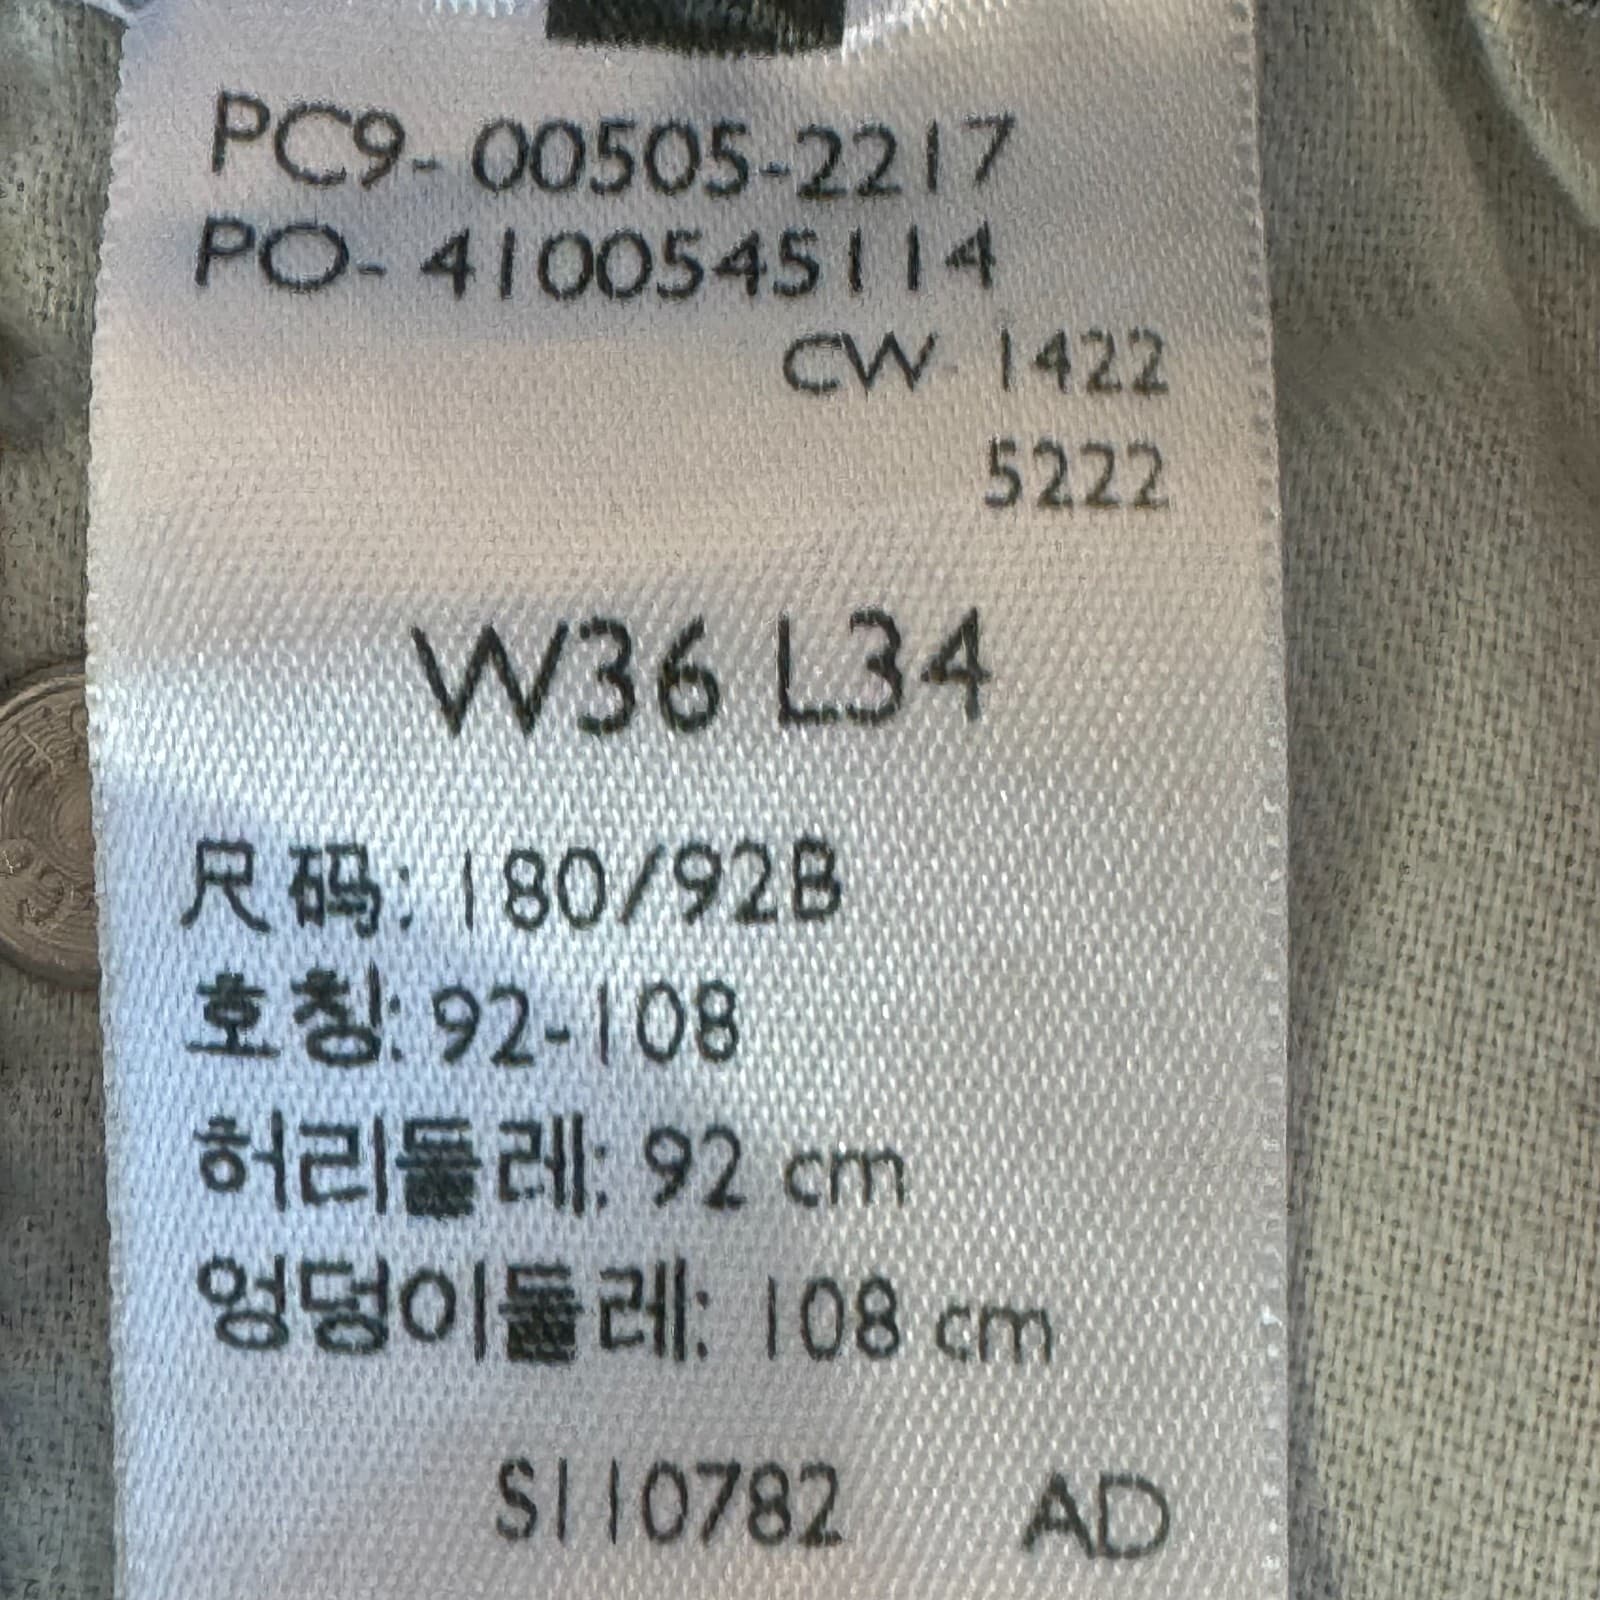 PC9- 00505-2217
PO- 4100545114
CW 1422
5222
W36 L34
尺码: 180/92B
호칭: 92-108
허리둘레: 92 cm
엉덩이둘레: 108 cm
S110782 AD